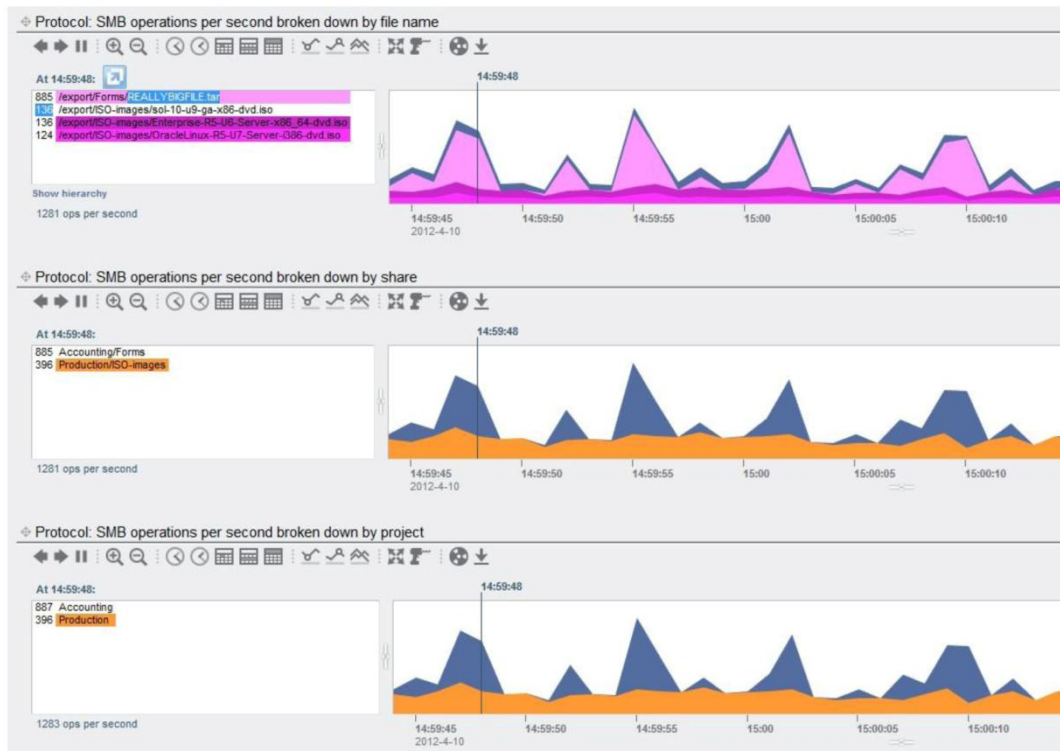 Protocol: SMB operations per second broken down by file name
At 14:59:48:
14:59:48
885 /export/Forms/REALLYBIGFILE.tar
136 /export/ISO-images/sol-10-u9-ga-x86-dvd.iso
136 /export/ISO-images/Enterprise-R5-U6-Server-x86_64-dvd.iso
124 /export/ISO-images/OracleLinux-R5-U7-Server-i386-dvd.iso
Show hierarchy
1281 ops per second
14:59:45 14:59:50 14:59:55 15:00 15:00:05 15:00:10
2012-4-10
Protocol: SMB operations per second broken down by share
At 14:59:48:
14:59:48
885 Accounting/Forms
396 Production/ISO-images
1281 ops per second
14:59:45 14:59:50 14:59:55 15:00 15:00:05 15:00:10
2012-4-10
Protocol: SMB operations per second broken down by project
At 14:59:48:
14:59:48
887 Accounting
396 Production
1283 ops per second
14:59:45 14:59:50 14:59:55 15:00 15:00:05 15:00:10
2012-4-10